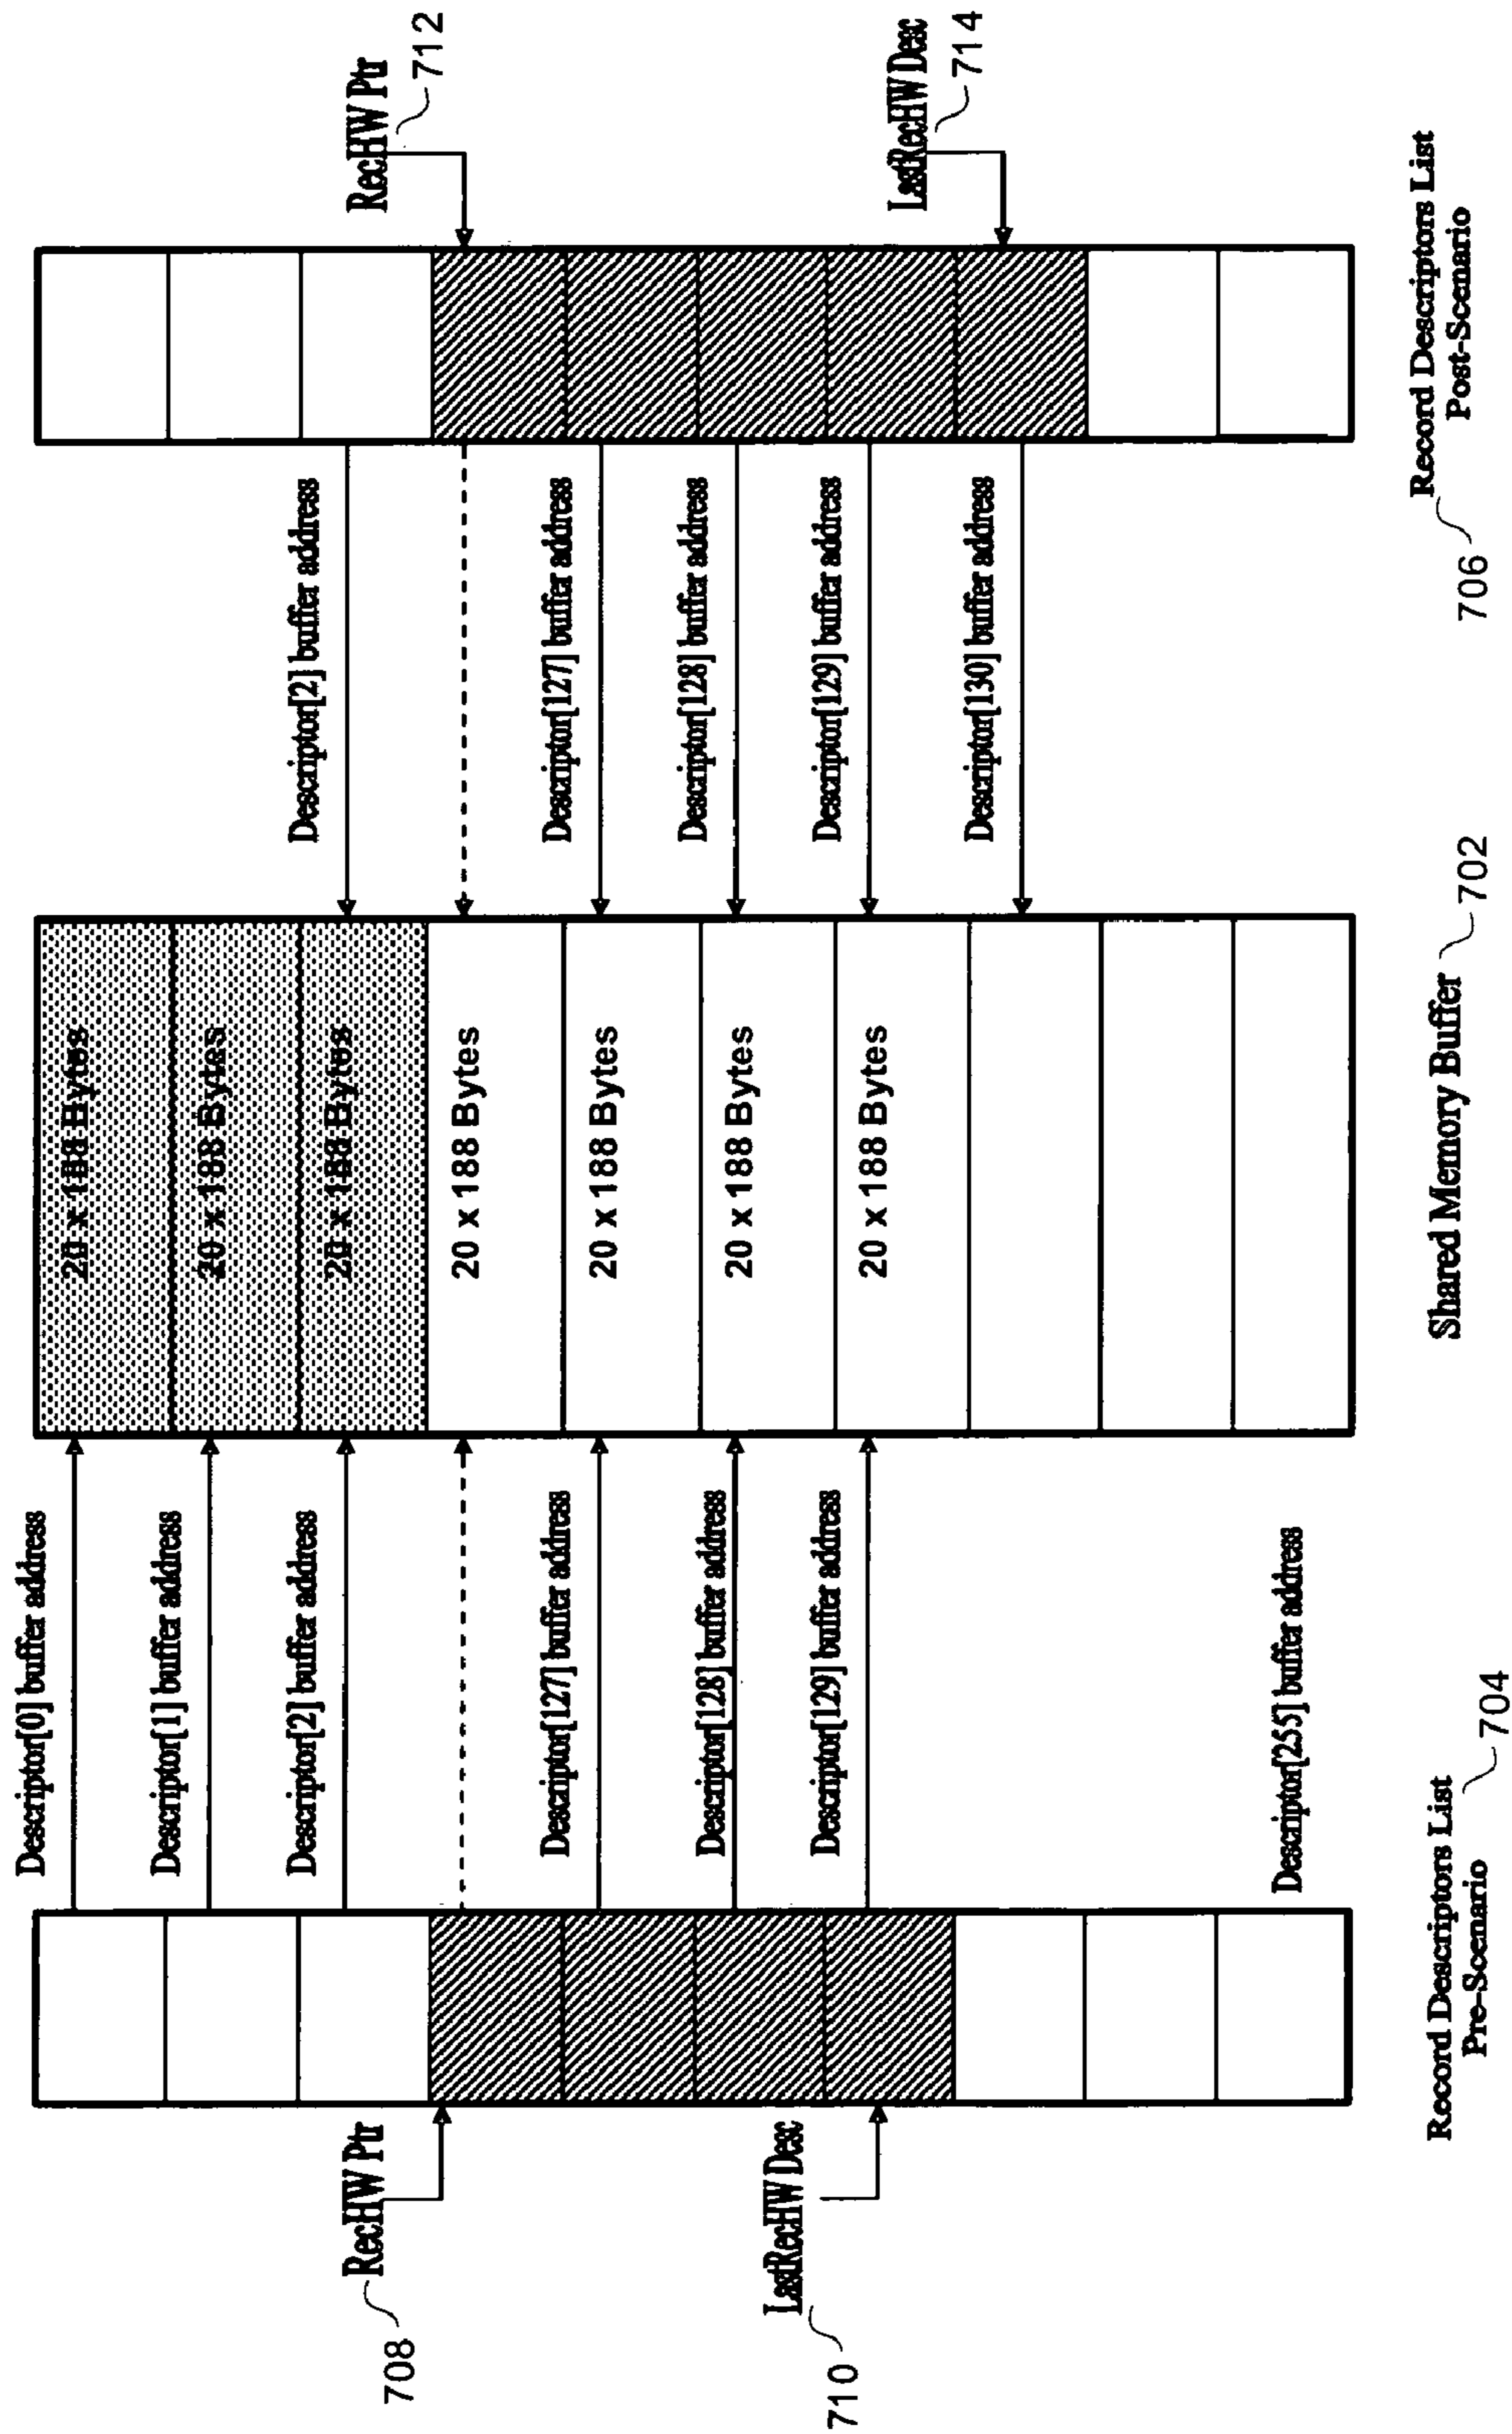 Descriptor[0] buffer address
20 x 188 Bytes
Descriptor[1] buffer address
20 x 188 Bytes
Descriptor[2] buffer address
Descriptor[2] buffer address
20 x 188 Bytes
RecHW Ptr
RecHW Ptr
708
712
20 x 188 Bytes
Descriptor[127] buffer address
Descriptor[127] buffer address
20 x 188 Bytes
Descriptor[128] buffer address
Descriptor[128] buffer address
20 x 188 Bytes
LastRecHW Desc
Descriptor[129] buffer address
Descriptor[129] buffer address
710
20 x 188 Bytes
LastRecHW Desc
714
Descriptor[130] buffer address
Descriptor[255] buffer address
Record Descriptors List
Pre-Scenario
704
Shared Memory Buffer
702
Record Descriptors List
Post-Scenario
706